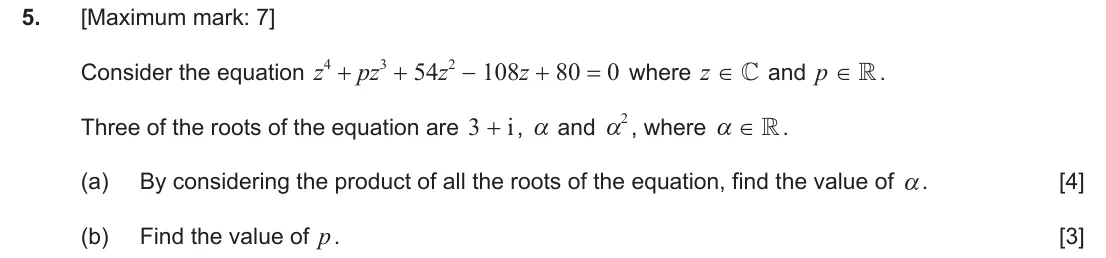 5. [Maximum mark: 7]
Consider the equation z⁴ + pz³ + 54z² − 108z + 80 = 0 where z ∈ ℂ and p ∈ ℝ.
Three of the roots of the equation are 3 + i, α and α², where α ∈ ℝ.
(a) By considering the product of all the roots of the equation, find the value of α. [4]
(b) Find the value of p. [3]